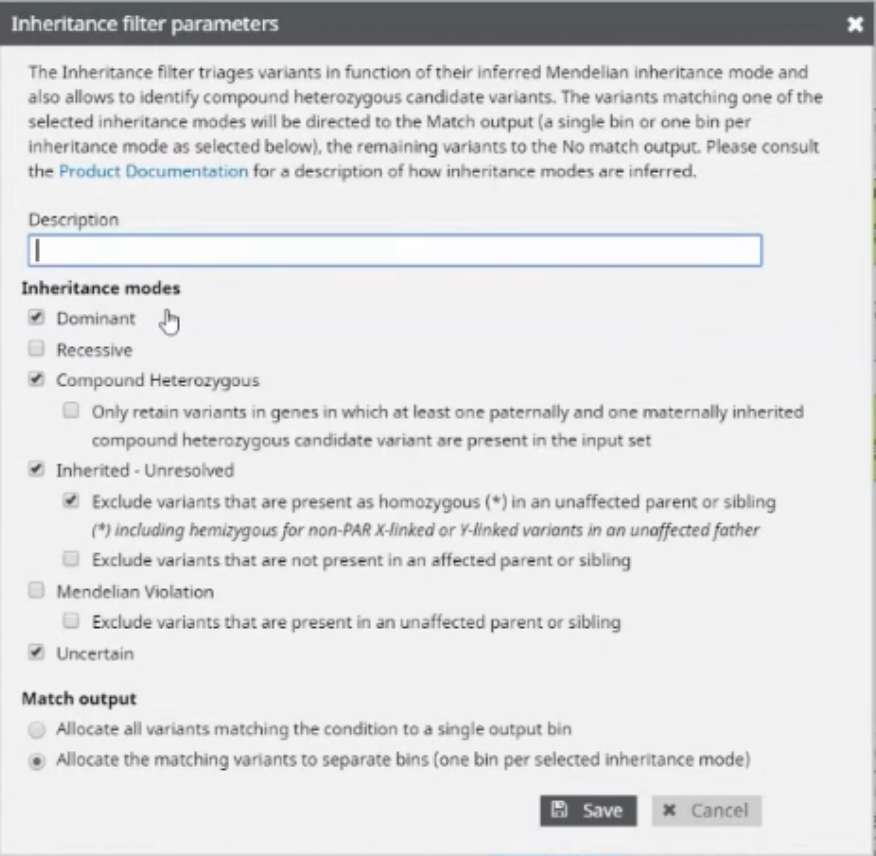 Inheritance filter parameters
The Inheritance filter triages variants in function of their inferred Mendelian inheritance mode and
also allows to identify compound heterozygous candidate variants. The variants matching one of the
selected inheritance modes will be directed to the Match output (a single bin or one bin per
inheritance mode as selected below), the remaining variants to the No match output. Please consult
the Product Documentation for a description of how inheritance modes are inferred.
Description
Inheritance modes
Dominant
Recessive
Compound Heterozygous
Only retain variants in genes in which at least one paternally and one maternally inherited
compound heterozygous candidate variant are present in the input set
Inherited - Unresolved
Exclude variants that are present as homozygous (*) in an unaffected parent or sibling
(*) including hemizygous for non-PAR X-linked or Y-linked variants in an unaffected father
Exclude variants that are not present in an affected parent or sibling
Mendelian Violation
Exclude variants that are present in an unaffected parent or sibling
Uncertain
Match output
Allocate all variants matching the condition to a single output bin
Allocate the matching variants to separate bins (one bin per selected inheritance mode)
Save Cancel